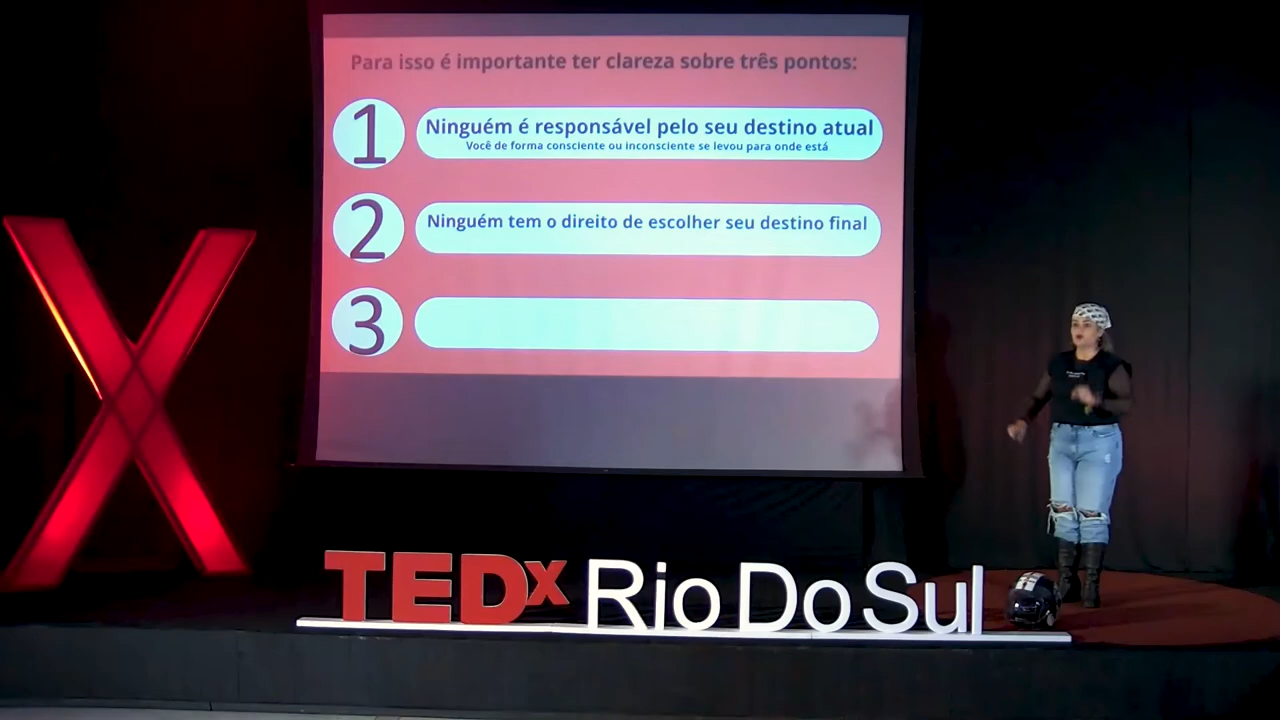 Para isso é importante ter clareza sobre três pontos:
1
Ninguém é responsável pelo seu destino atual
Você de forma consciente ou inconsciente se levou para onde está
2
Ninguém tem o direito de escolher seu destino final
3
X
TEDx Rio Do Sul